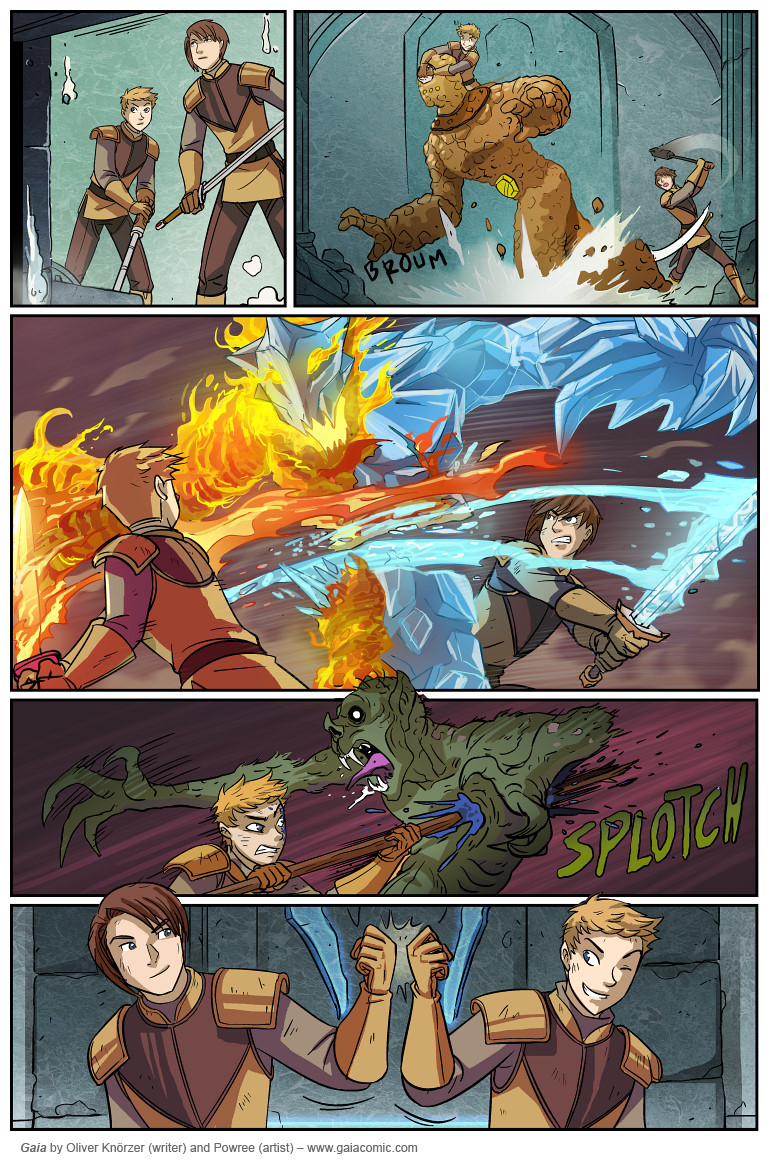 BROUM
SPLOTCH
Gaia by Oliver Knörzer (writer) and Powree (artist) – www.gaiacomic.com